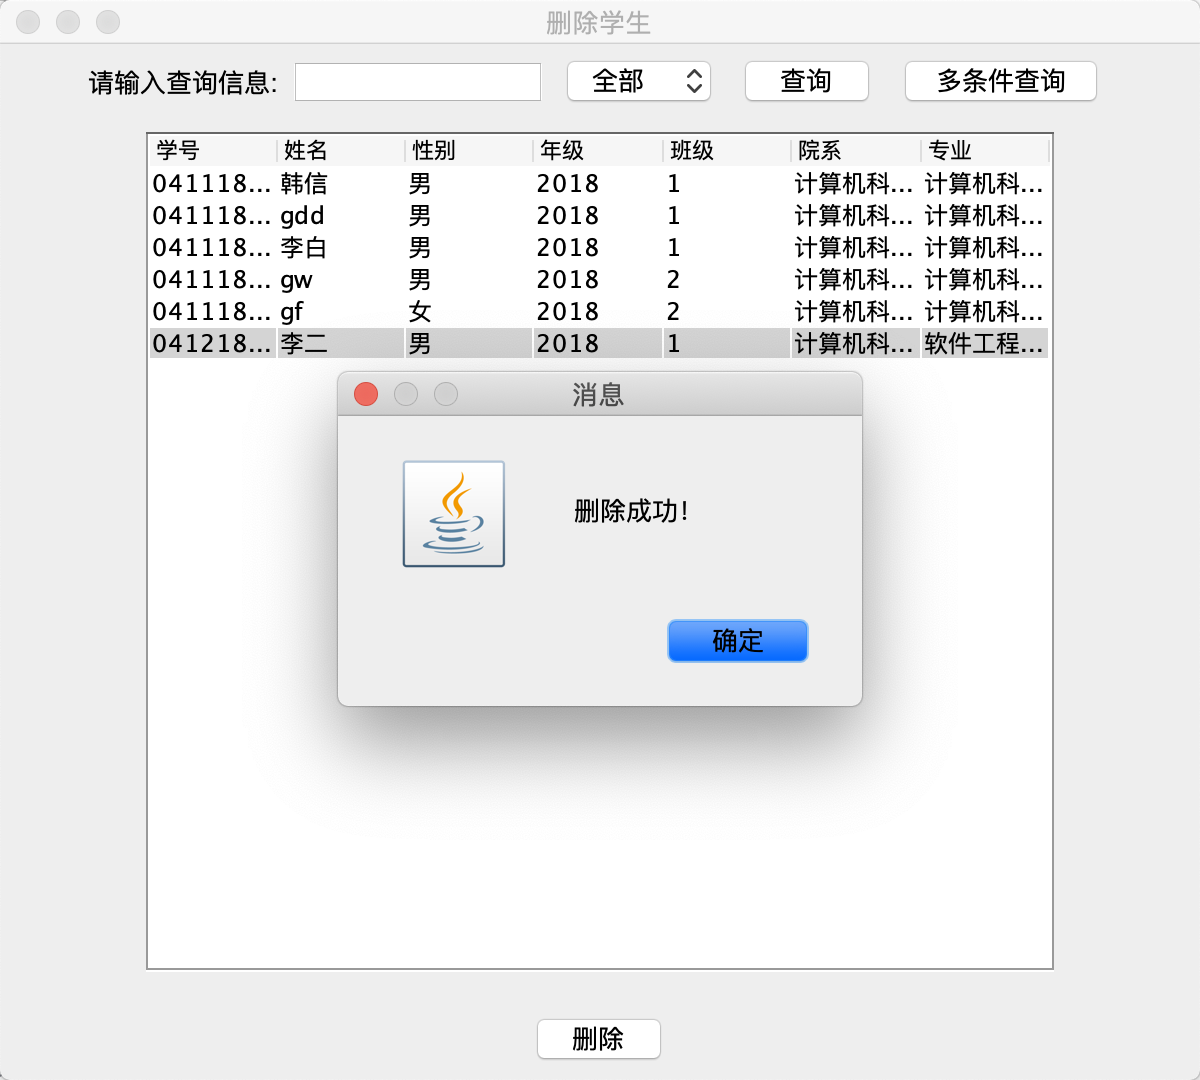 删除学生
请输入查询信息: 全部 查询 多条件查询
学号 姓名 性别 年级 班级 院系 专业
041118... 韩信 男 2018 1 计算机科... 计算机科...
041118... gdd 男 2018 1 计算机科... 计算机科...
041118... 李白 男 2018 1 计算机科... 计算机科...
041118... gw 男 2018 2 计算机科... 计算机科...
041118... gf 女 2018 2 计算机科... 计算机科...
041218... 李二 男 2018 1 计算机科... 软件工程...
消息
删除成功!
确定
删除